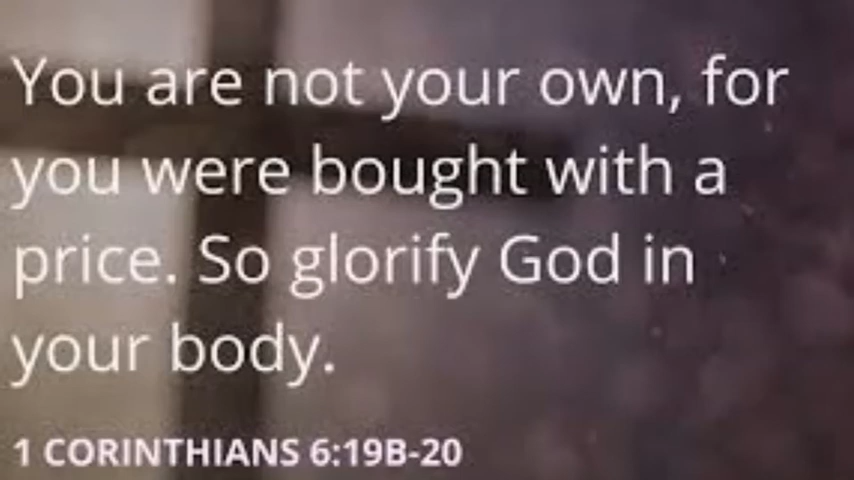 You are not your own, for
you were bought with a
price. So glorify God in
your body.
1 CORINTHIANS 6:19B-20